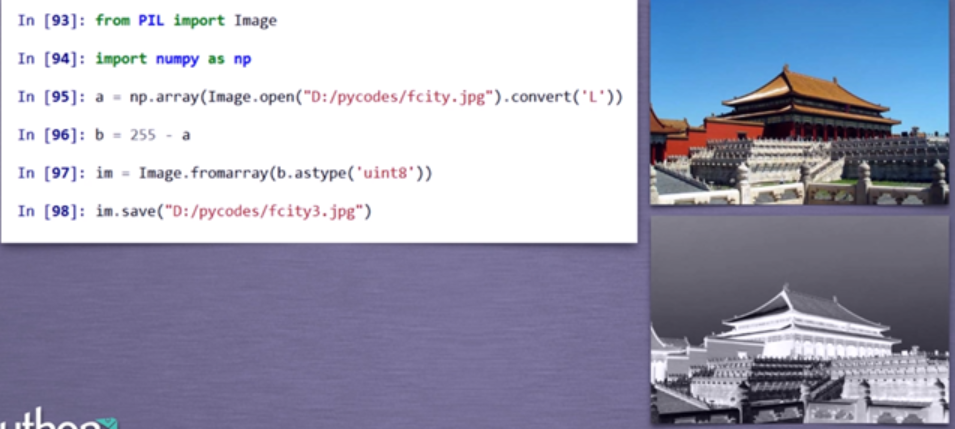 In [93]: from PIL import Image
In [94]: import numpy as np
In [95]: a = np.array(Image.open("D:/pycodes/fcity.jpg").convert('L'))
In [96]: b = 255 - a
In [97]: im = Image.fromarray(b.astype('uint8'))
In [98]: im.save("D:/pycodes/fcity3.jpg")